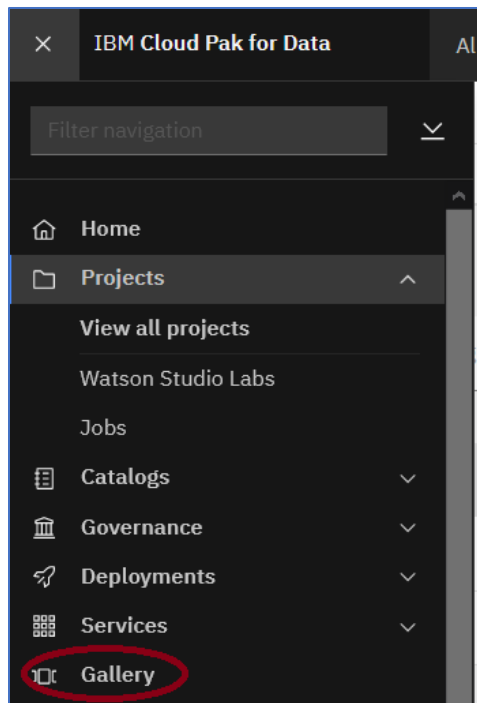 IBM Cloud Pak for Data
Al
Filter navigation
Home
Projects
View all projects
Watson Studio Labs
Jobs
Catalogs
Governance
Deployments
Services
Gallery